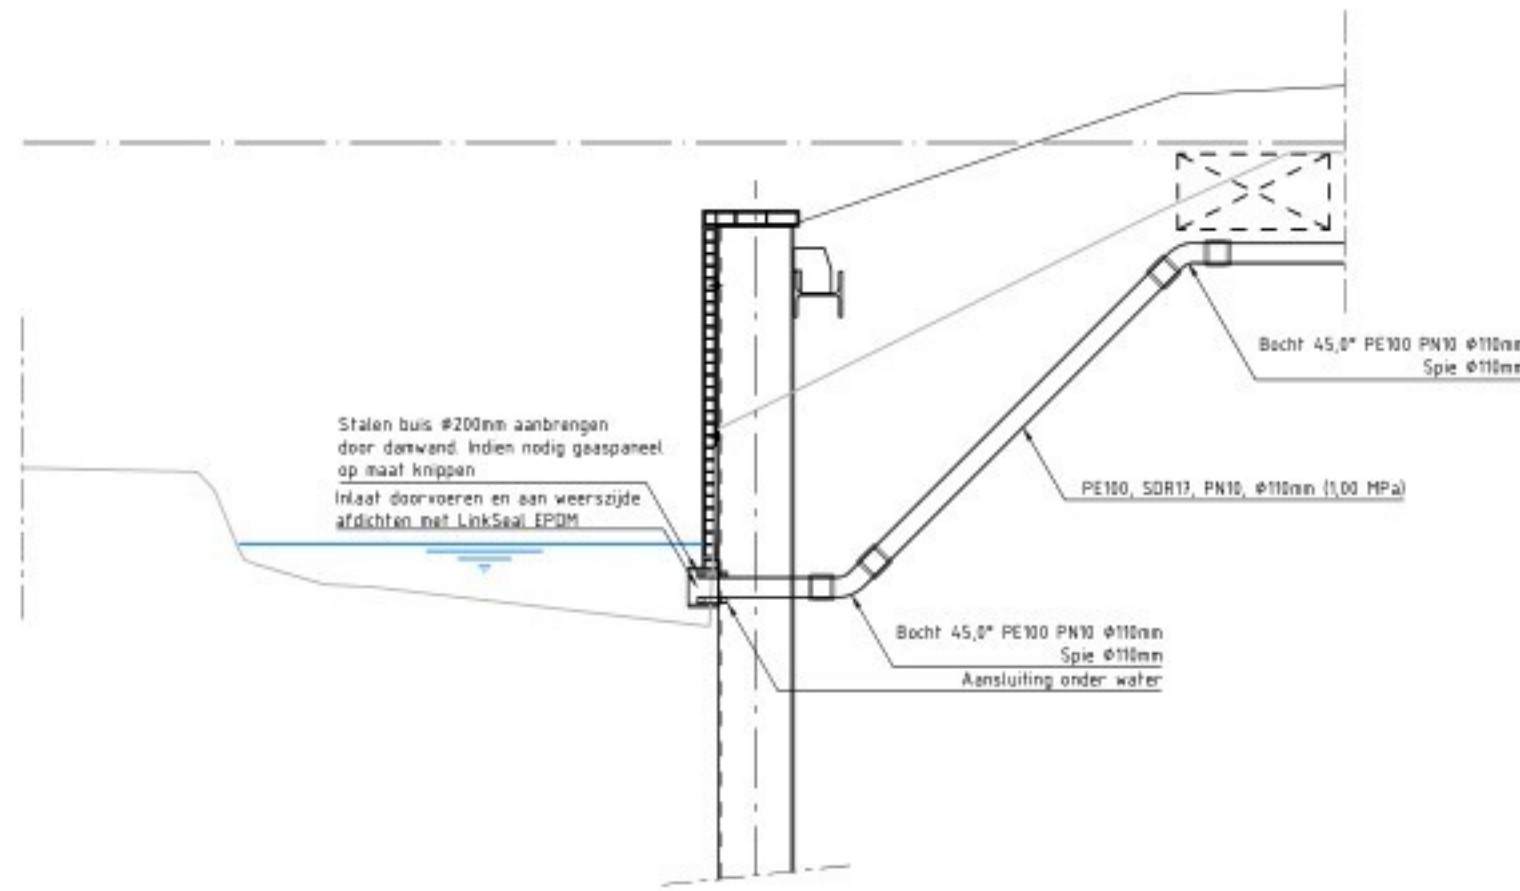 Bocht 45,0° PE100 PN10 Ø110mm
Spie Ø110mm
Stalen buis Ø200mm aanbrengen
door damwand. Indien nodig gaaspaneel
op maat knippen
Inlaat doorvoeren en aan weerszijde
afdichten met LinkSeal EPDM
PE100, SDR17, PN10, Ø110mm (1,00 MPa)
Bocht 45,0° PE100 PN10 Ø110mm
Spie Ø110mm
Aansluiting onder water